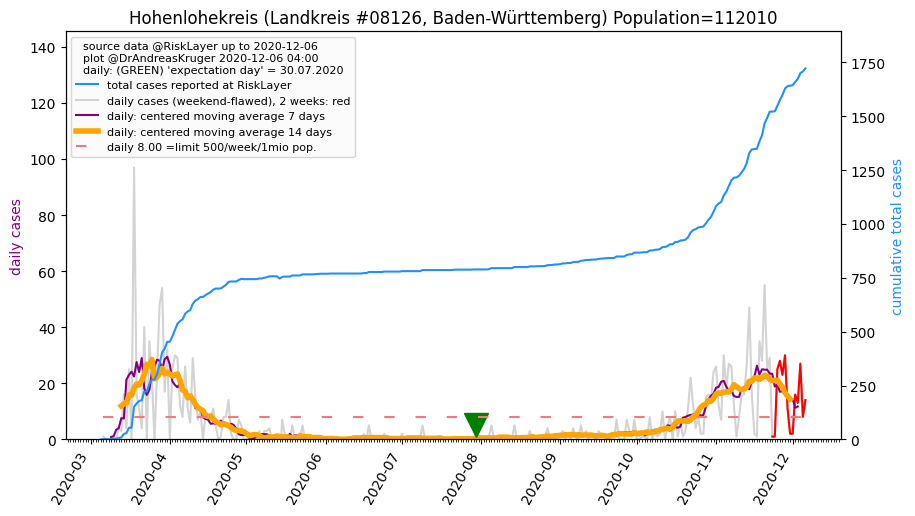 Hohenlohekreis (Landkreis #08126, Baden-Württemberg) Population=112010
source data @RiskLayer up to 2020-12-06
plot @DrAndreasKruger 2020-12-06 04:00
daily: (GREEN) 'expectation day' = 30.07.2020
total cases reported at RiskLayer
daily cases (weekend-flawed), 2 weeks: red
daily: centered moving average 7 days
daily: centered moving average 14 days
daily 8.00 =limit 500/week/1mio pop.
daily cases
140
120
100
80
60
40
20
0
1750
1500
1250
1000
750
500
250
0
cumulative total cases
2020-03
2020-04
2020-05
2020-06
2020-07
2020-08
2020-09
2020-10
2020-11
2020-12